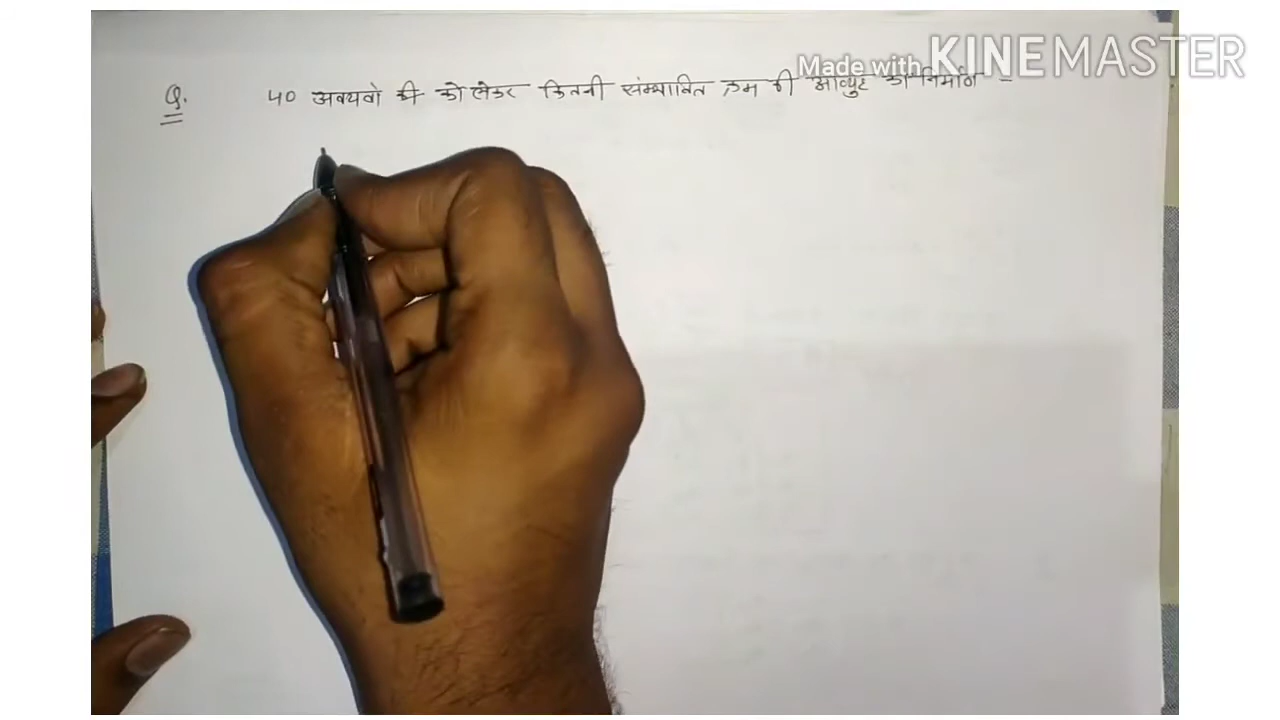 Made with KINEMASTER
Q. 40 अवयवो की को लेकर कितनी संम्भावित क्रम की आव्युह का निर्माण -